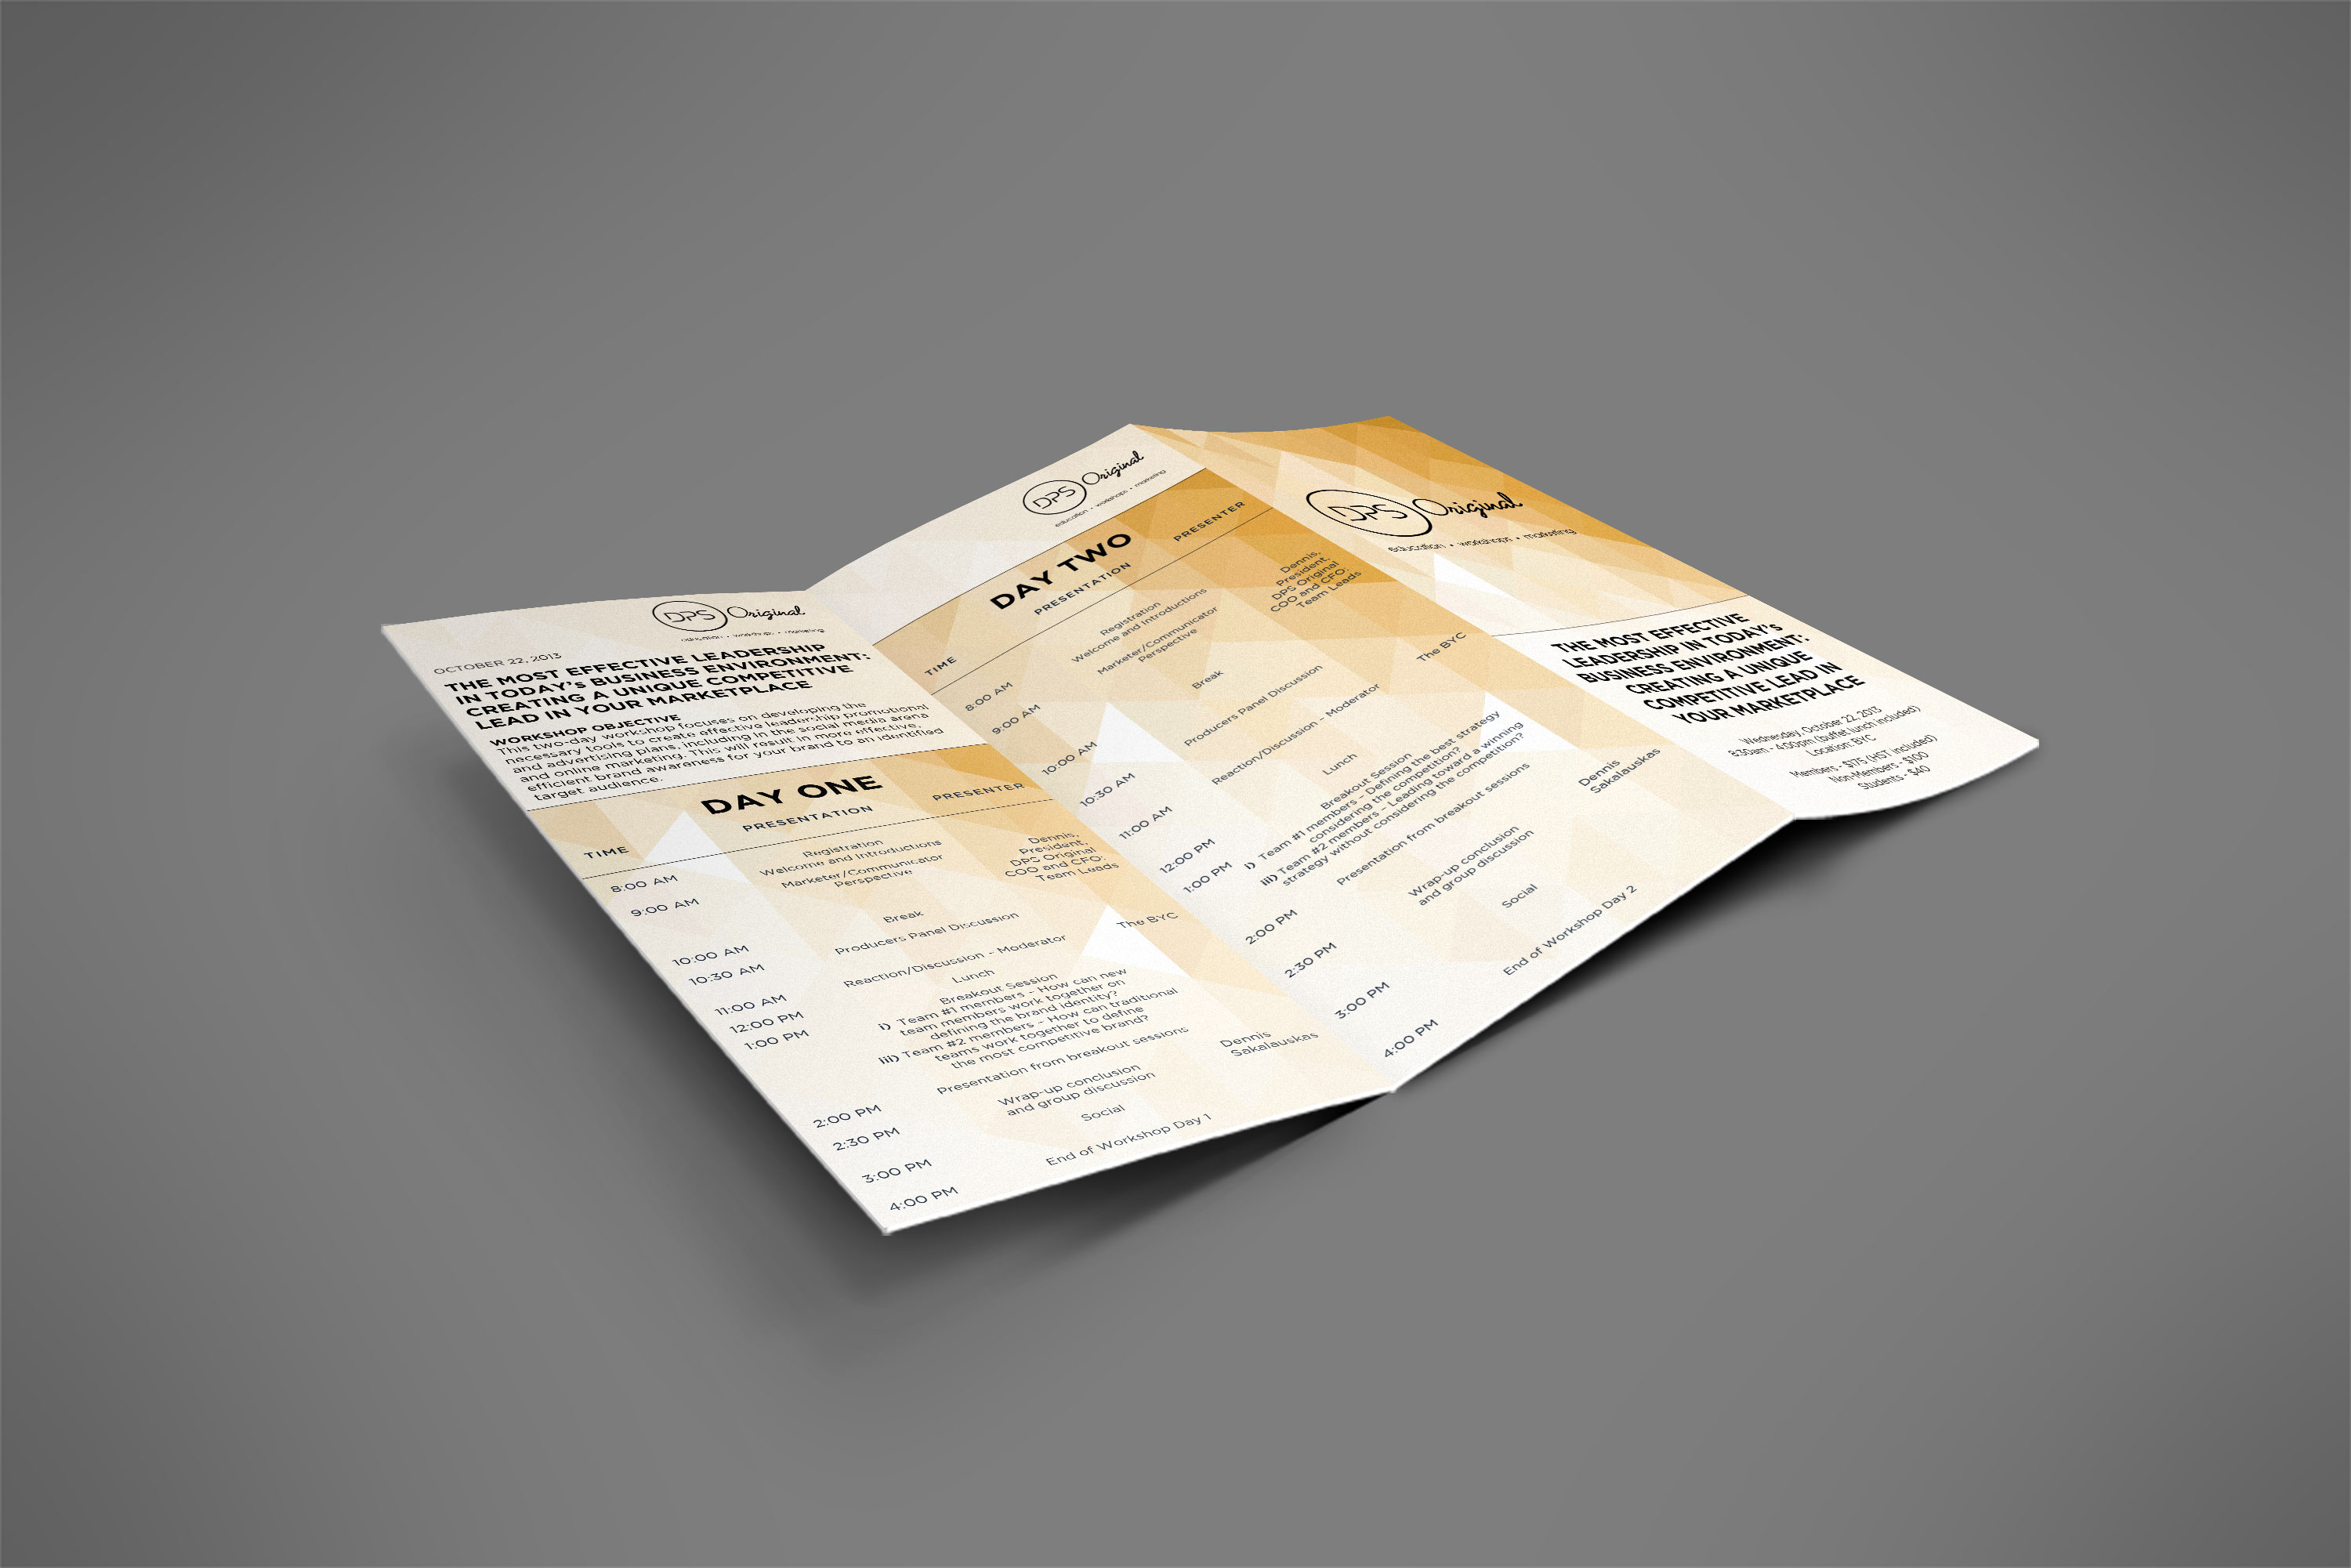 DPS Original
education • workshops • marketing
OCTOBER 22, 2013
THE MOST EFFECTIVE LEADERSHIP
IN TODAY's BUSINESS ENVIRONMENT:
CREATING A UNIQUE COMPETITIVE
LEAD IN YOUR MARKETPLACE
WORKSHOP OBJECTIVE
This two-day workshop focuses on developing the
necessary tools to create effective leadership promotional
and advertising plans, including in the social media arena
and online marketing. This will result in more effective,
efficient brand awareness for your brand to an identified
target audience.
DAY ONE
TIME PRESENTATION PRESENTER
8:00 AM Registration
Welcome and Introductions
Dennis,
President,
DPS Original
COO and CFO:
Team Leads
9:00 AM Marketer/Communicator
Perspective
10:00 AM Break
10:30 AM Producers Panel Discussion
11:00 AM Reaction/Discussion - Moderator The BYC
12:00 PM Lunch
1:00 PM Breakout Session
i) Team #1 members - How can new
team members work together on
defining the brand identity?
iii) Team #2 members - How can traditional
teams work together to define
the most competitive brand?
2:00 PM Presentation from breakout sessions
2:30 PM Wrap-up conclusion
and group discussion
Dennis
Sakalauskas
3:00 PM Social
4:00 PM End of Workshop Day 1
DPS Original
education • workshops • marketing
DAY TWO
TIME PRESENTATION PRESENTER
8:00 AM Registration
Welcome and Introductions
Dennis,
President,
DPS Original
COO and CFO:
Team Leads
9:00 AM Marketer/Communicator
Perspective
10:00 AM Break
10:30 AM Producers Panel Discussion
11:00 AM Reaction/Discussion - Moderator The BYC
12:00 PM Lunch
1:00 PM Breakout Session
i) Team #1 members - Defining the best strategy
considering the competition?
iii) Team #2 members - Leading toward a winning
strategy without considering the competition?
2:00 PM Presentation from breakout sessions
2:30 PM Wrap-up conclusion
and group discussion
Dennis
Sakalauskas
3:00 PM Social
4:00 PM End of Workshop Day 2
DPS Original
education • workshops • marketing
THE MOST EFFECTIVE
LEADERSHIP IN TODAY's
BUSINESS ENVIRONMENT:
CREATING A UNIQUE
COMPETITIVE LEAD IN
YOUR MARKETPLACE
Wednesday, October 22, 2013
8:30am - 4:00pm (buffet lunch included)
Location: BYC
Members - $175 (HST included)
Non-Members - $100
Students - $40